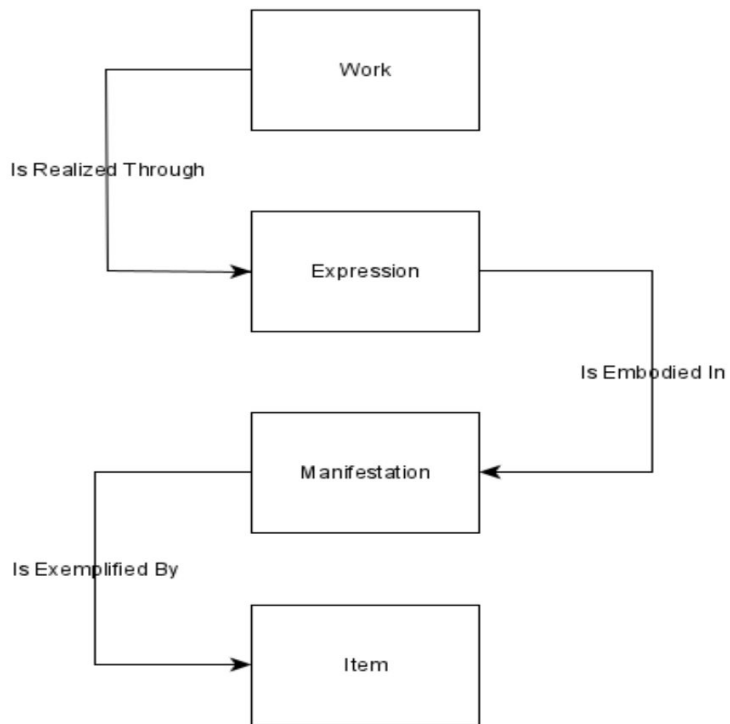 Work
Is Realized Through
Expression
Is Embodied In
Manifestation
Is Exemplified By
Item